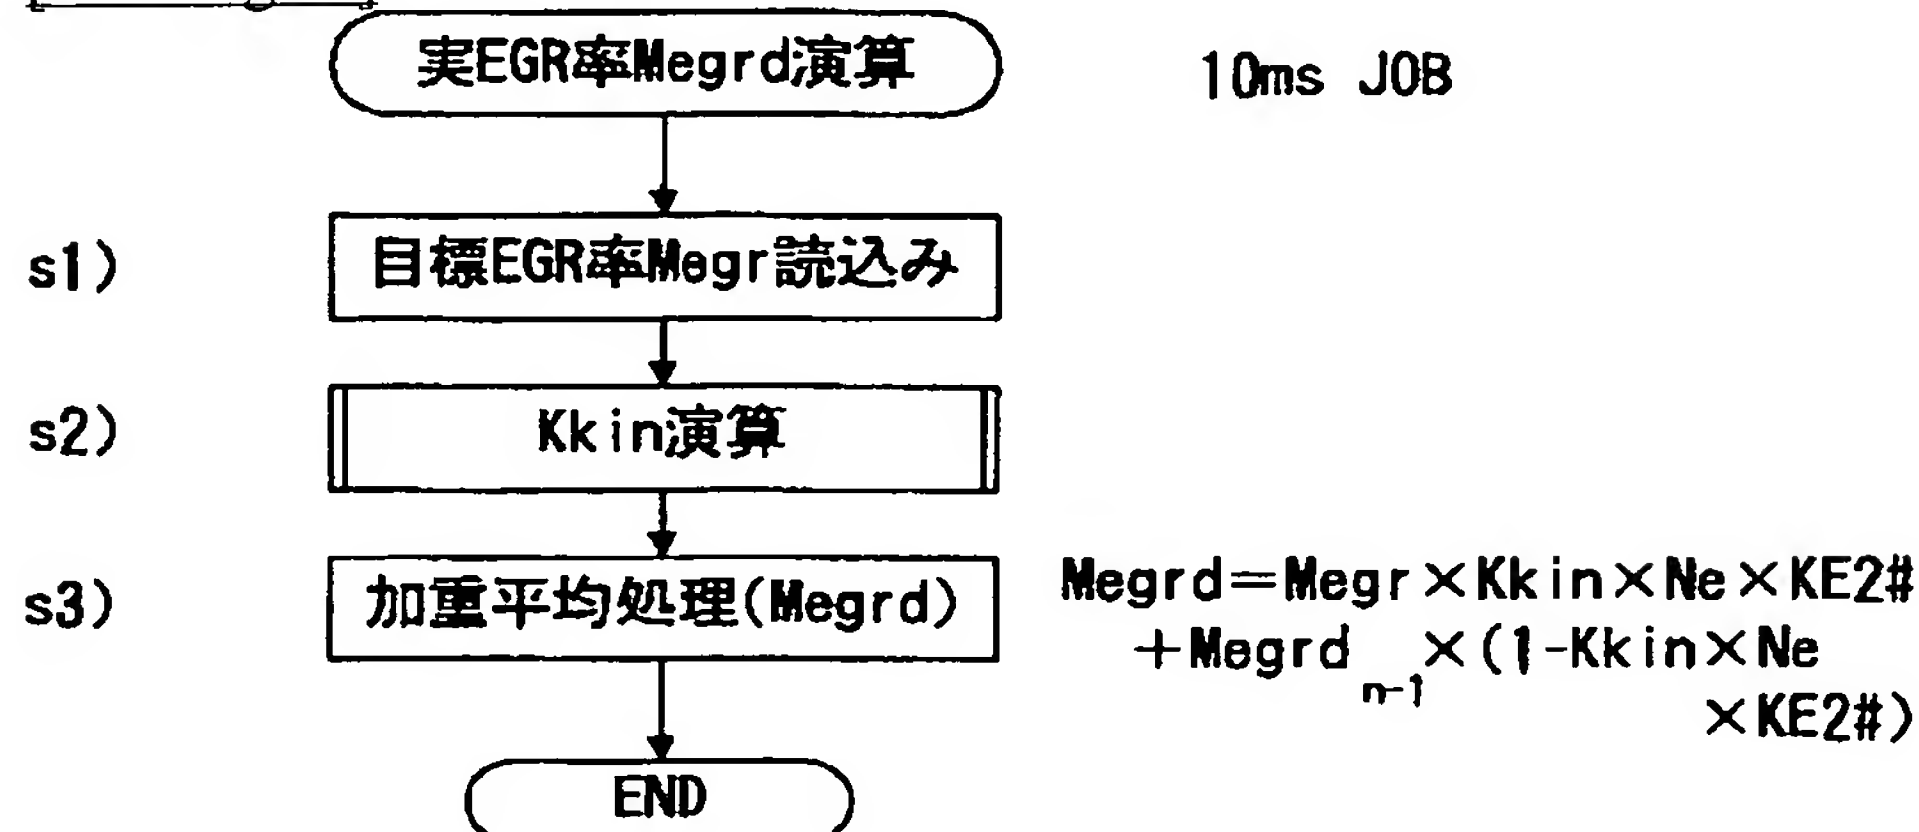 実EGR率Megrd演算
10ms JOB
s1)
目標EGR率Megr読込み
s2)
Kkin演算
s3)
加重平均処理(Megrd)
Megrd=Megr×Kkin×Ne×KE2#
+Megrd n-1 ×(1-Kkin×Ne
×KE2#)
END